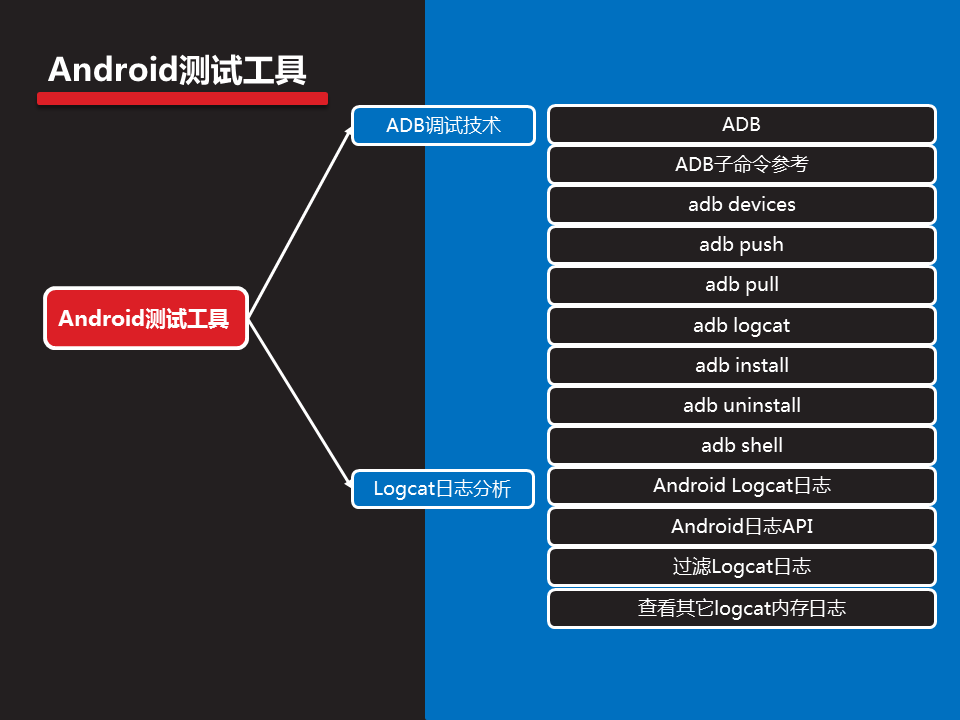 Android测试工具
Android测试工具
ADB调试技术
ADB
ADB子命令参考
adb devices
adb push
adb pull
adb logcat
adb install
adb uninstall
adb shell
Logcat日志分析
Android Logcat日志
Android日志API
过滤Logcat日志
查看其它logcat内存日志